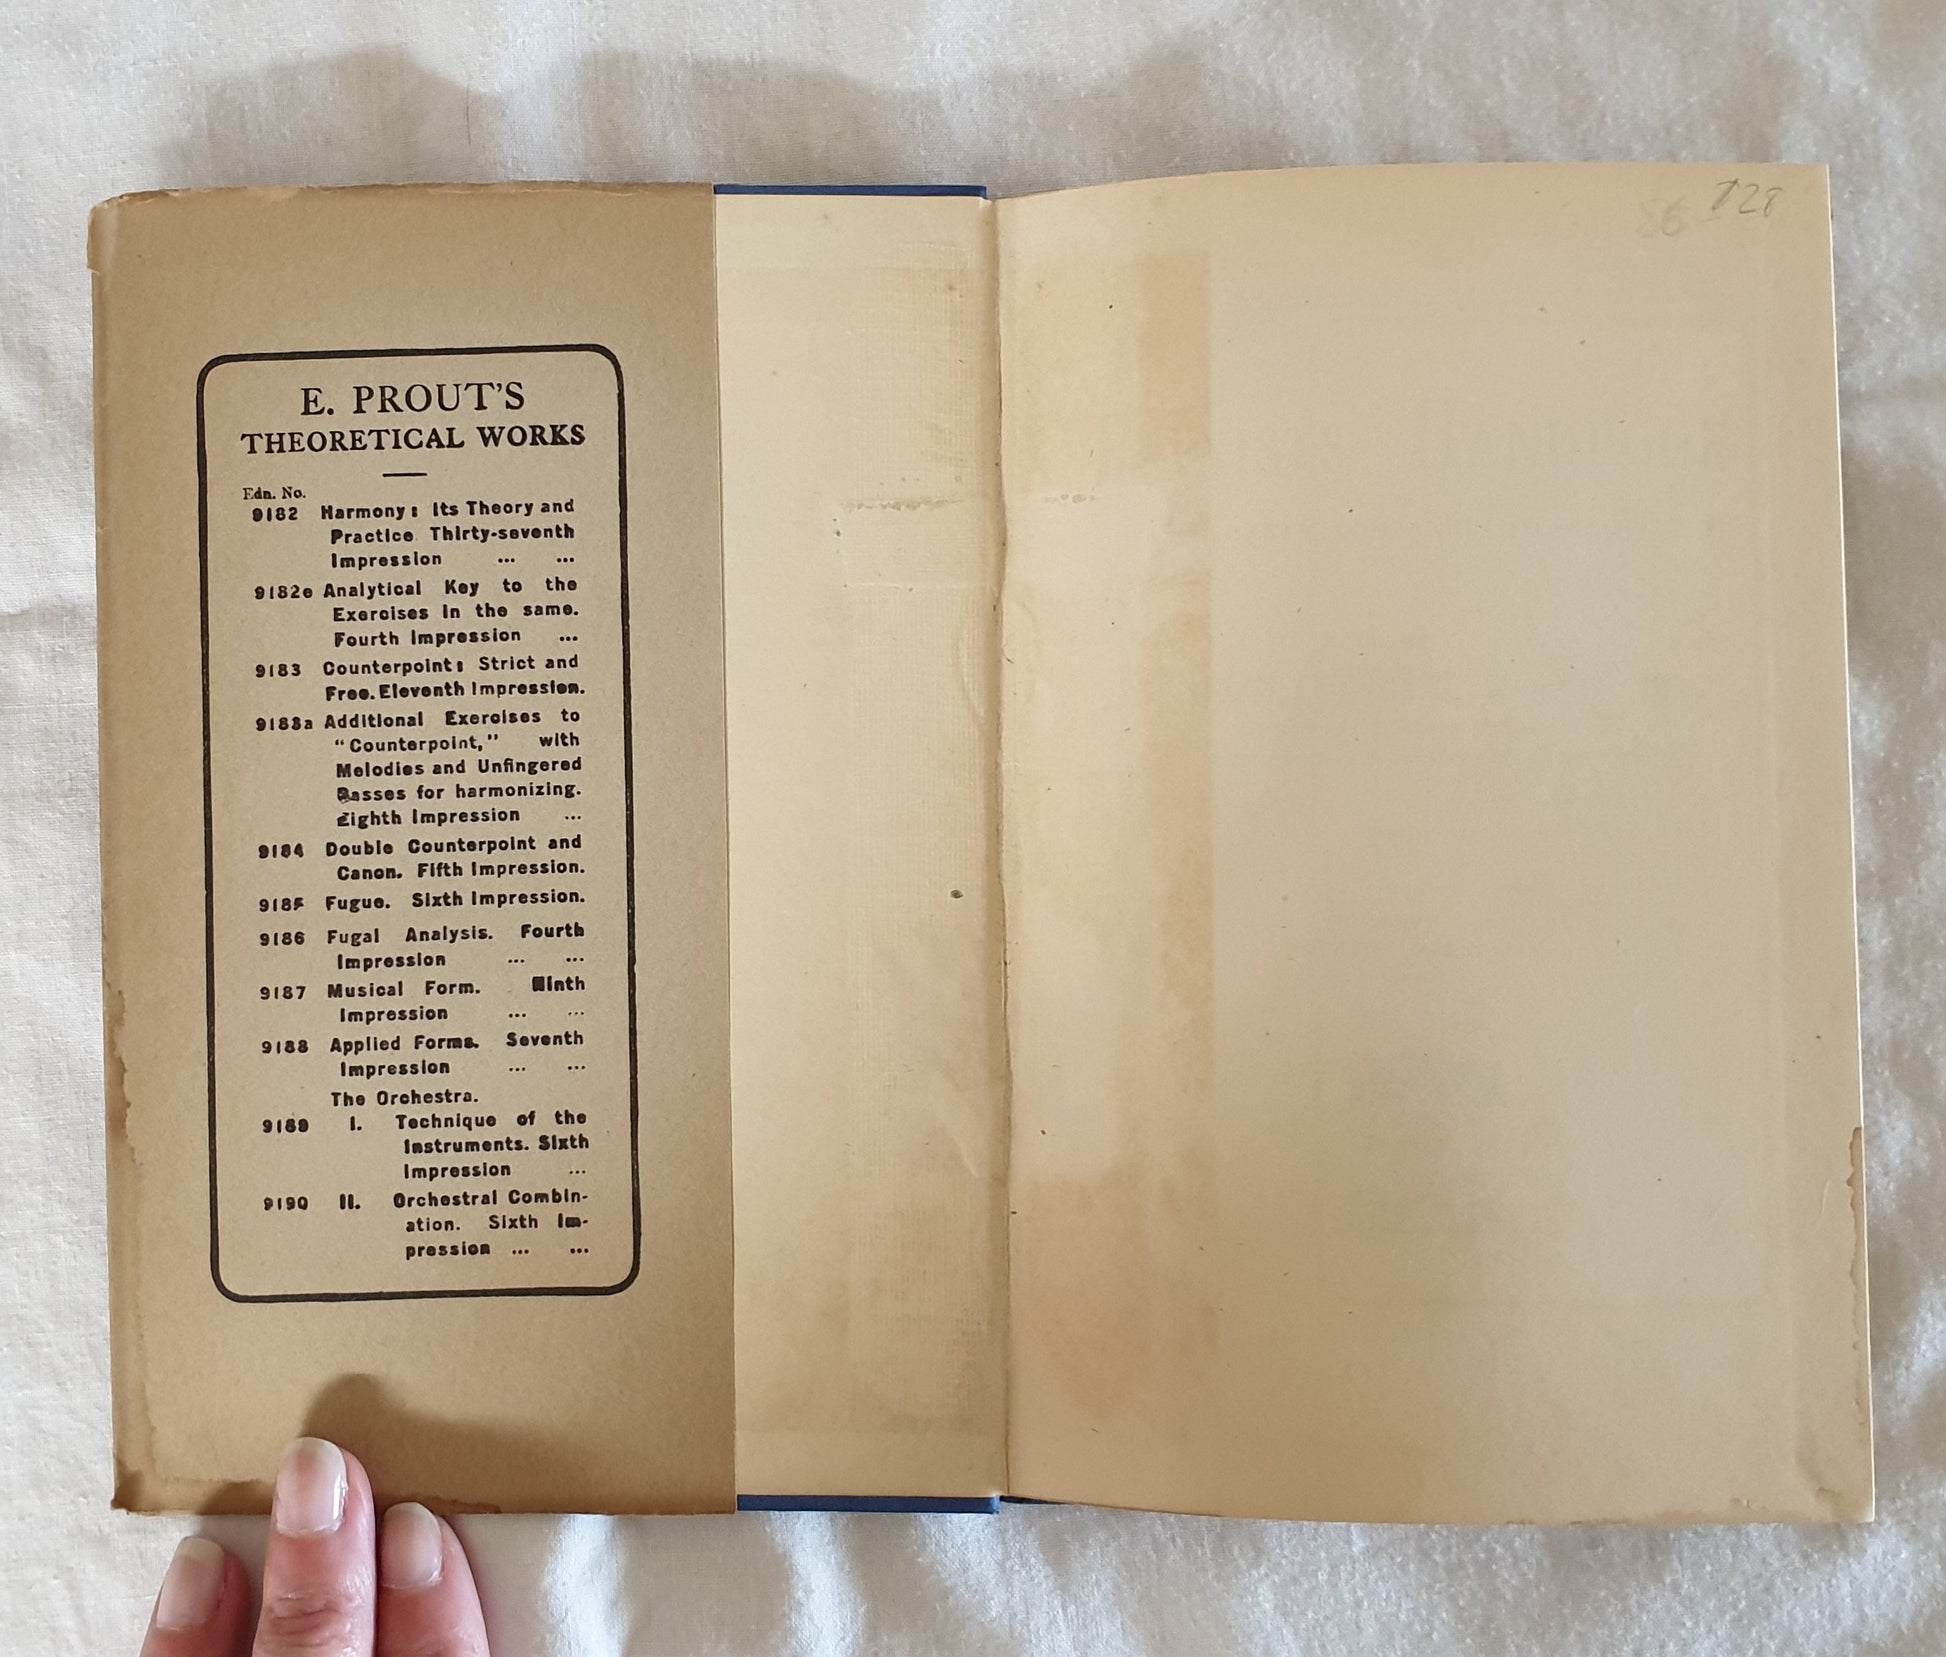 E. PROUT'S
THEORETICAL WORKS
Edn. No.
9182 Harmony: Its Theory and
Practice Thirty-seventh
Impression ... ...
9182e Analytical Key to the
Exercises in the same.
Fourth Impression ...
9183 Counterpoint: Strict and
Free. Eleventh Impression.
9183a Additional Exercises to
"Counterpoint," with
Melodies and Unfingered
Basses for harmonizing.
Eighth Impression ...
9184 Double Counterpoint and
Canon. Fifth Impression.
9185 Fugue. Sixth Impression.
9186 Fugal Analysis. Fourth
Impression ... ...
9187 Musical Form. Ninth
Impression ... ...
9188 Applied Forms. Seventh
Impression ... ...
The Orchestra.
9189 I. Technique of the
Instruments. Sixth
Impression ...
9190 II. Orchestral Combin-
ation. Sixth Im-
pression ... ...